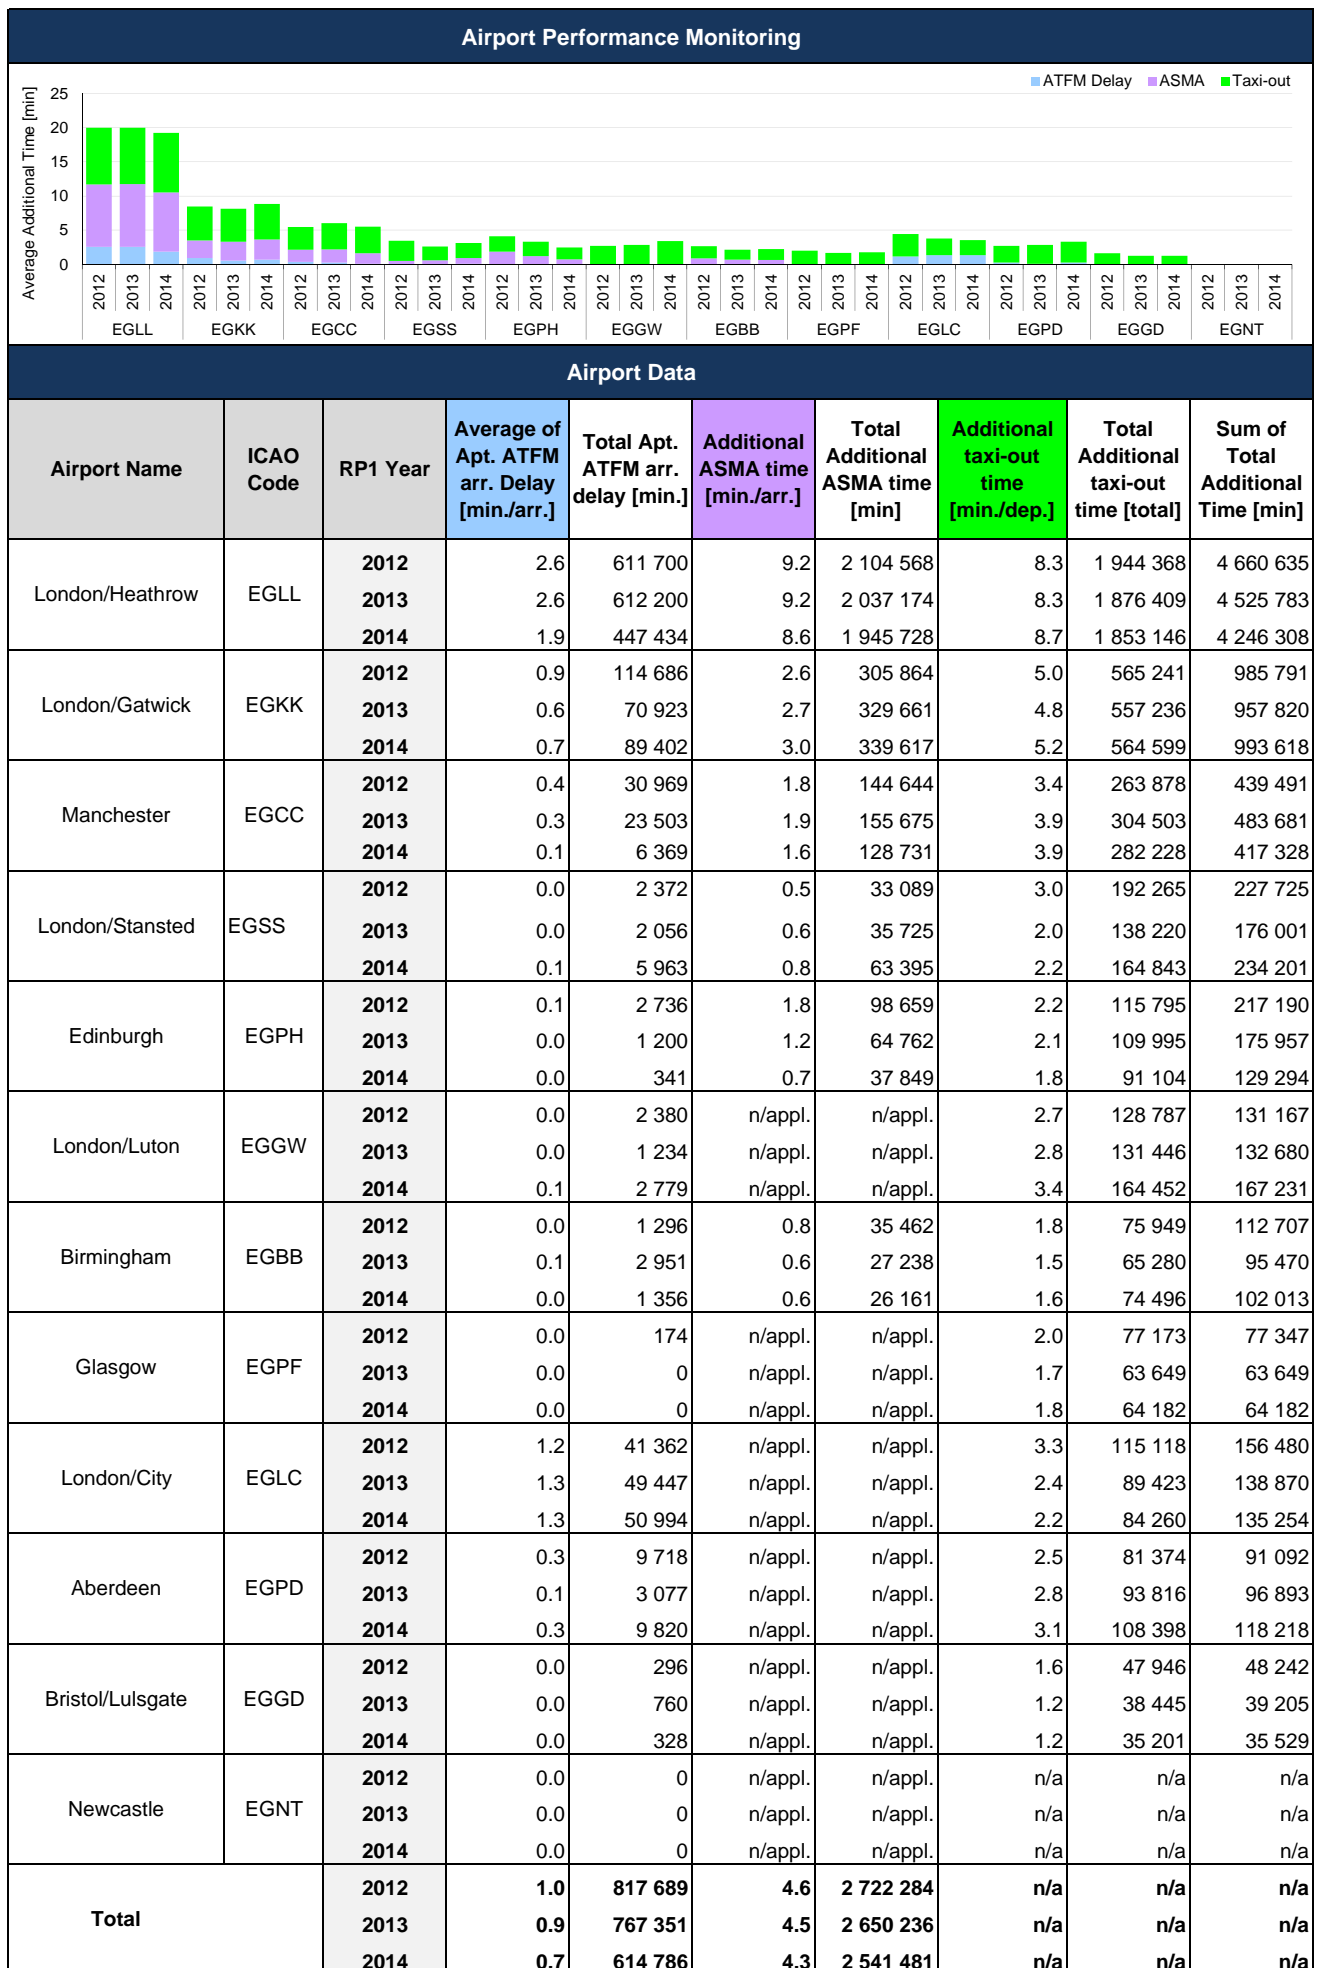 Airport Performance Monitoring
ATFM Delay ASMA Taxi-out
Average Additional Time [min]
25
20
15
10
5
0
2012 2013 2014 2012 2013 2014 2012 2013 2014 2012 2013 2014 2012 2013 2014 2012 2013 2014 2012 2013 2014 2012 2013 2014 2012 2013 2014 2012 2013 2014 2012 2013 2014 2012 2013 2014
EGLL EGKK EGCC EGSS EGPH EGGW EGBB EGPF EGLC EGPD EGGD EGNT
Airport Data
Airport Name
ICAO
Code
RP1 Year
Average of
Apt. ATFM
arr. Delay
[min./arr.]
Total Apt.
ATFM arr.
delay [min.]
Additional
ASMA time
[min./arr.]
Total
Additional
ASMA time
[min]
Additional
taxi-out
time
[min./dep.]
Total
Additional
taxi-out
time [total]
Sum of
Total
Additional
Time [min]
London/Heathrow EGLL
2012 2.6 611 700 9.2 2 104 568 8.3 1 944 368 4 660 635
2013 2.6 612 200 9.2 2 037 174 8.3 1 876 409 4 525 783
2014 1.9 447 434 8.6 1 945 728 8.7 1 853 146 4 246 308
London/Gatwick EGKK
2012 0.9 114 686 2.6 305 864 5.0 565 241 985 791
2013 0.6 70 923 2.7 329 661 4.8 557 236 957 820
2014 0.7 89 402 3.0 339 617 5.2 564 599 993 618
Manchester EGCC
2012 0.4 30 969 1.8 144 644 3.4 263 878 439 491
2013 0.3 23 503 1.9 155 675 3.9 304 503 483 681
2014 0.1 6 369 1.6 128 731 3.9 282 228 417 328
London/Stansted EGSS
2012 0.0 2 372 0.5 33 089 3.0 192 265 227 725
2013 0.0 2 056 0.6 35 725 2.0 138 220 176 001
2014 0.1 5 963 0.8 63 395 2.2 164 843 234 201
Edinburgh EGPH
2012 0.1 2 736 1.8 98 659 2.2 115 795 217 190
2013 0.0 1 200 1.2 64 762 2.1 109 995 175 957
2014 0.0 341 0.7 37 849 1.8 91 104 129 294
London/Luton EGGW
2012 0.0 2 380 n/appl. n/appl. 2.7 128 787 131 167
2013 0.0 1 234 n/appl. n/appl. 2.8 131 446 132 680
2014 0.1 2 779 n/appl. n/appl. 3.4 164 452 167 231
Birmingham EGBB
2012 0.0 1 296 0.8 35 462 1.8 75 949 112 707
2013 0.1 2 951 0.6 27 238 1.5 65 280 95 470
2014 0.0 1 356 0.6 26 161 1.6 74 496 102 013
Glasgow EGPF
2012 0.0 174 n/appl. n/appl. 2.0 77 173 77 347
2013 0.0 0 n/appl. n/appl. 1.7 63 649 63 649
2014 0.0 0 n/appl. n/appl. 1.8 64 182 64 182
London/City EGLC
2012 1.2 41 362 n/appl. n/appl. 3.3 115 118 156 480
2013 1.3 49 447 n/appl. n/appl. 2.4 89 423 138 870
2014 1.3 50 994 n/appl. n/appl. 2.2 84 260 135 254
Aberdeen EGPD
2012 0.3 9 718 n/appl. n/appl. 2.5 81 374 91 092
2013 0.1 3 077 n/appl. n/appl. 2.8 93 816 96 893
2014 0.3 9 820 n/appl. n/appl. 3.1 108 398 118 218
Bristol/Lulsgate EGGD
2012 0.0 296 n/appl. n/appl. 1.6 47 946 48 242
2013 0.0 760 n/appl. n/appl. 1.2 38 445 39 205
2014 0.0 328 n/appl. n/appl. 1.2 35 201 35 529
Newcastle EGNT
2012 0.0 0 n/appl. n/appl. n/a n/a n/a
2013 0.0 0 n/appl. n/appl. n/a n/a n/a
2014 0.0 0 n/appl. n/appl. n/a n/a n/a
Total
2012 1.0 817 689 4.6 2 722 284 n/a n/a n/a
2013 0.9 767 351 4.5 2 650 236 n/a n/a n/a
2014 0.7 614 786 4.3 2 541 481 n/a n/a n/a